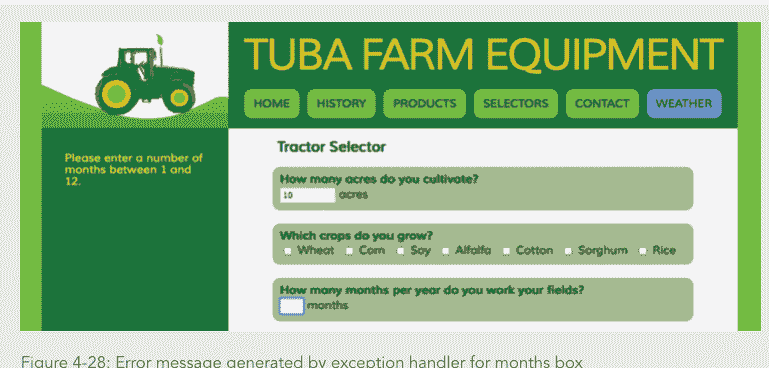 TUBA FARM EQUIPMENT
HOME HISTORY PRODUCTS SELECTORS CONTACT WEATHER
Please enter a number of
months between 1 and
12.
Tractor Selector
How many acres do you cultivate?
10 acres
Which crops do you grow?
Wheat Corn Soy Alfalfa Cotton Sorghum Rice
How many months per year do you work your fields?
months
Figure 4-28: Error message generated by exception handler for months box